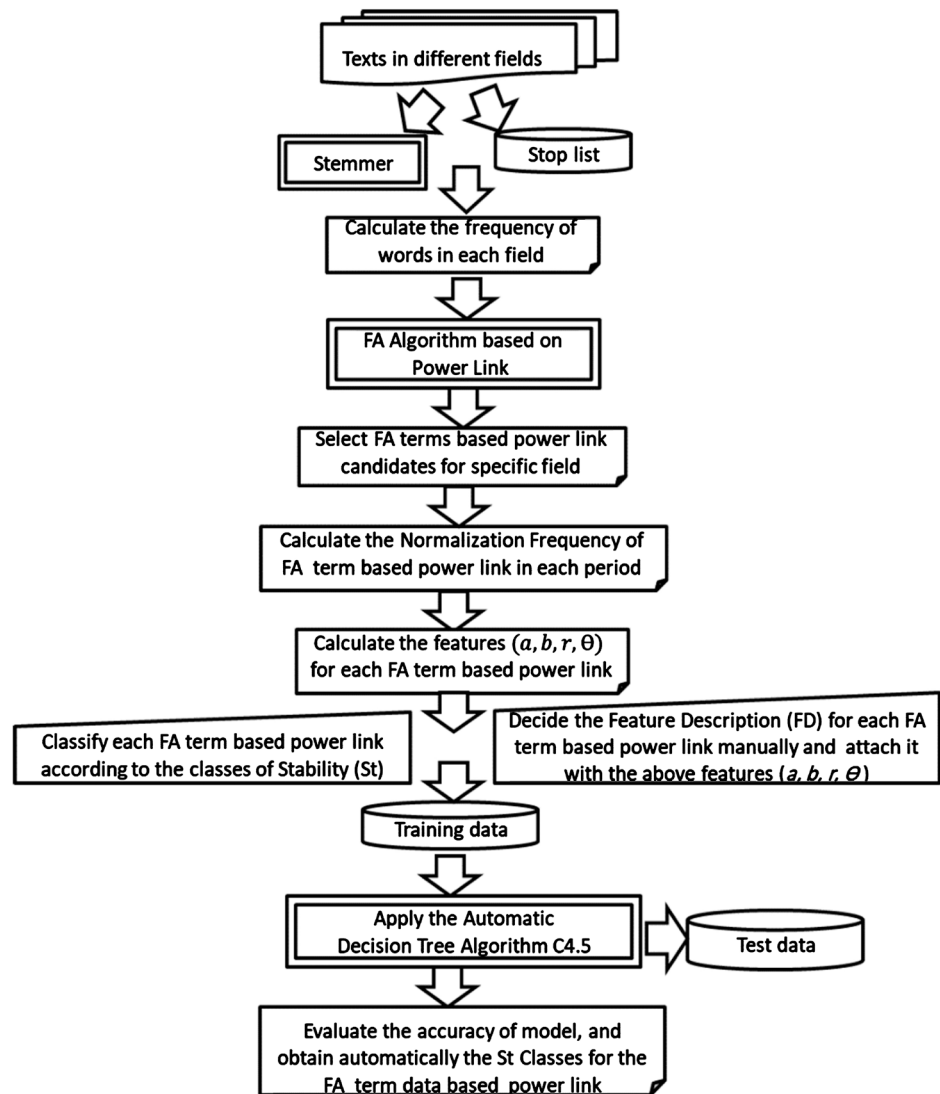 Texts in different fields
Stemmer
Stop list
Calculate the frequency of
words in each field
FA Algorithm based on
Power Link
Select FA terms based power link
candidates for specific field
Calculate the Normalization Frequency of
FA term based power link in each period
Calculate the features (a, b, r, Θ)
for each FA term based power link
Classify each FA term based power link
according to the classes of Stability (St)
Decide the Feature Description (FD) for each FA
term based power link manually and attach it
with the above features (a, b, r, Θ)
Training data
Apply the Automatic
Decision Tree Algorithm C4.5
Test data
Evaluate the accuracy of model, and
obtain automatically the St Classes for the
FA term data based power link